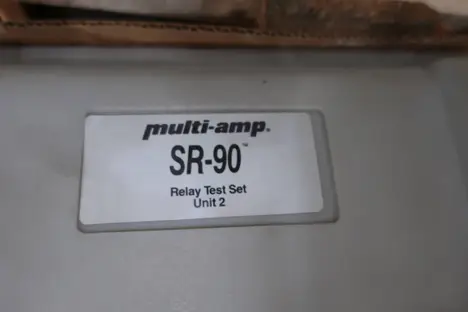 multi-amp®
SR-90™
Relay Test Set
Unit 2